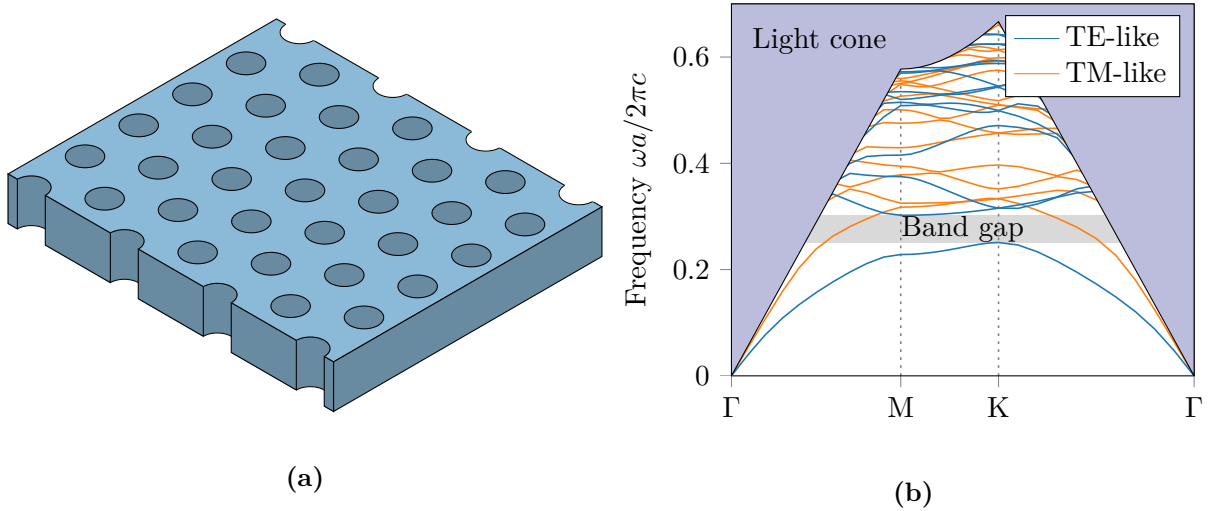 Light cone
TE-like
TM-like
Band gap
Frequency ωa/2πc
0.6
0.4
0.2
0
Γ
M
K
Γ
(a)
(b)